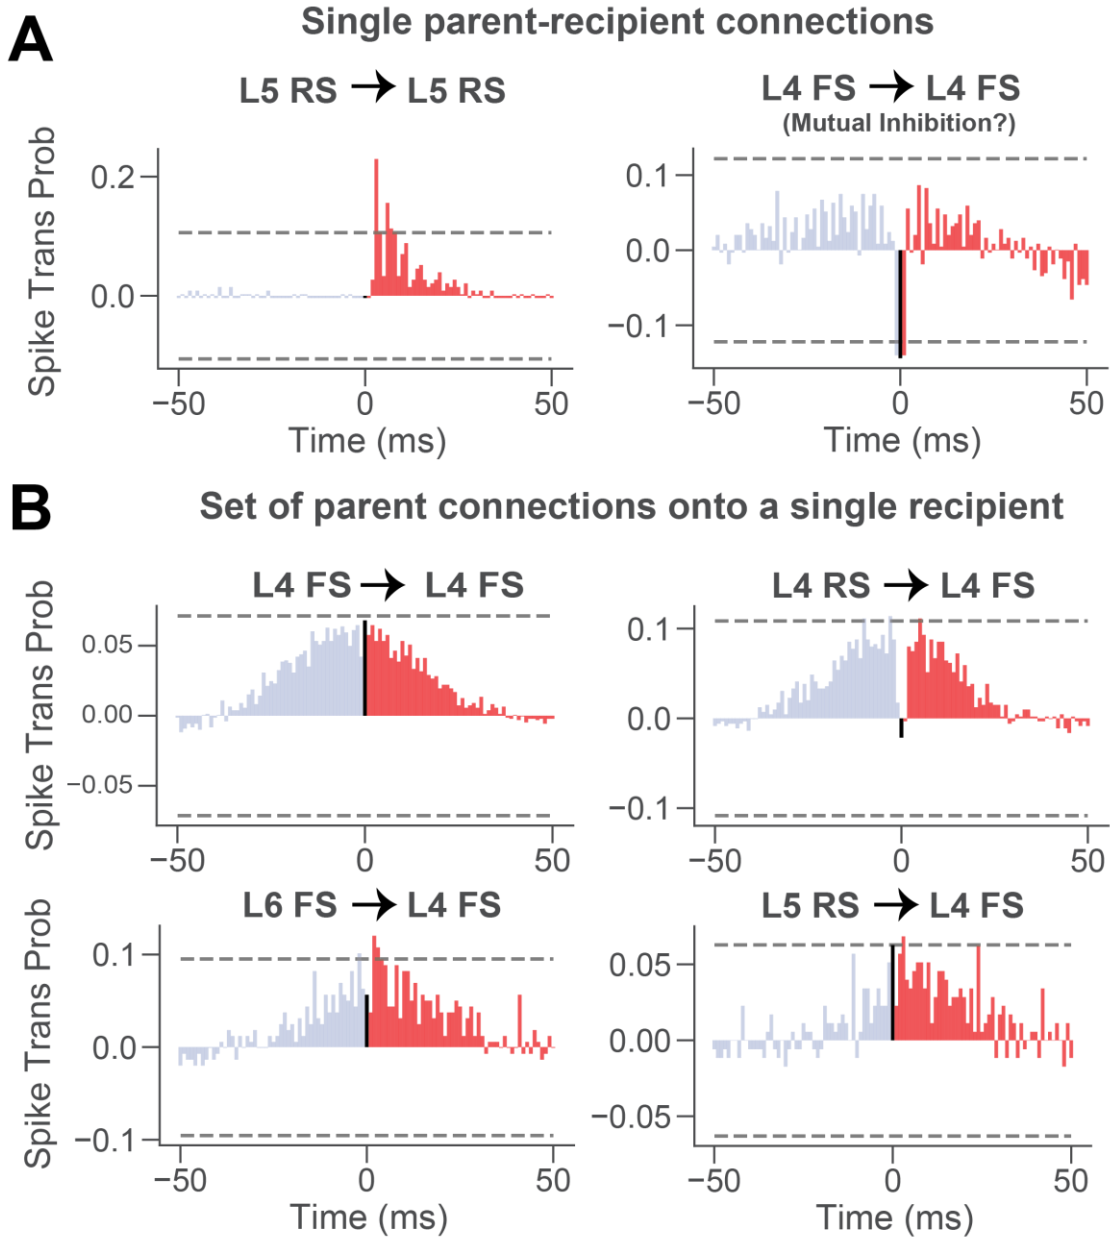 A
Single parent-recipient connections
L5 RS → L5 RS
L4 FS → L4 FS
(Mutual Inhibition?)
Spike Trans Prob
0.2
0.0
−50
0
50
Time (ms)
0.1
0.0
−0.1
−50
0
50
Time (ms)
B
Set of parent connections onto a single recipient
L4 FS → L4 FS
L4 RS → L4 FS
Spike Trans Prob
0.05
0.00
−0.05
−50
0
50
0.1
0.0
−0.1
−50
0
50
L6 FS → L4 FS
L5 RS → L4 FS
Spike Trans Prob
0.1
0.0
−0.1
−50
0
50
Time (ms)
0.05
0.00
−0.05
−50
0
50
Time (ms)